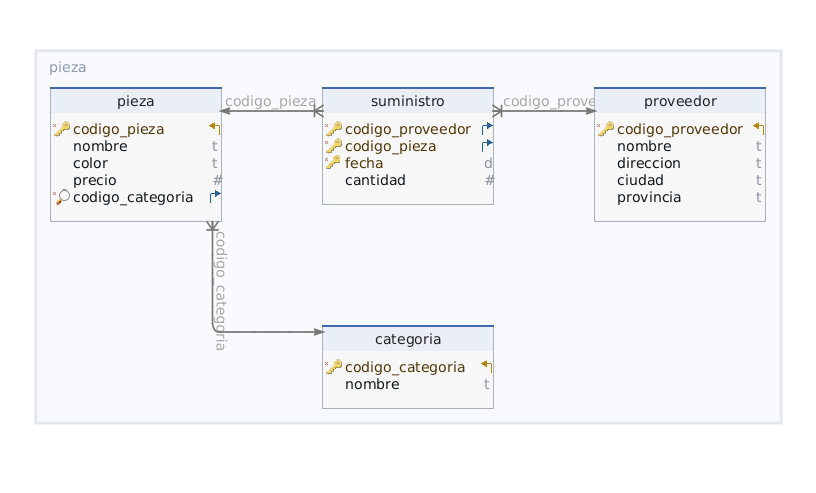 pieza
pieza
codigo_pieza
nombre t
color t
precio #
codigo_categoria
codigo_pieza
suministro
codigo_proveedor
codigo_pieza
fecha d
cantidad #
codigo_prove
proveedor
codigo_proveedor
nombre t
direccion t
ciudad t
provincia t
codigo_categoria
categoria
codigo_categoria
nombre t